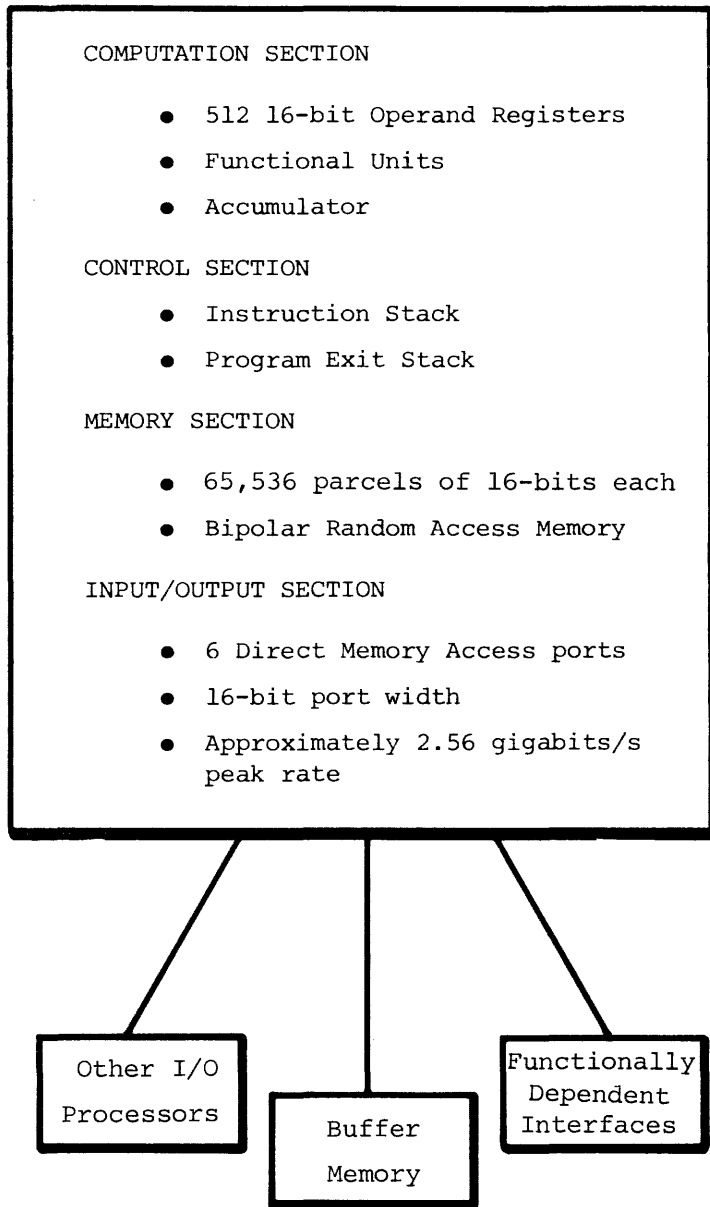 COMPUTATION SECTION
● 512 16-bit Operand Registers
● Functional Units
● Accumulator
CONTROL SECTION
● Instruction Stack
● Program Exit Stack
MEMORY SECTION
● 65,536 parcels of 16-bits each
● Bipolar Random Access Memory
INPUT/OUTPUT SECTION
● 6 Direct Memory Access ports
● 16-bit port width
● Approximately 2.56 gigabits/s
peak rate
Other I/O
Processors
Buffer
Memory
Functionally
Dependent
Interfaces